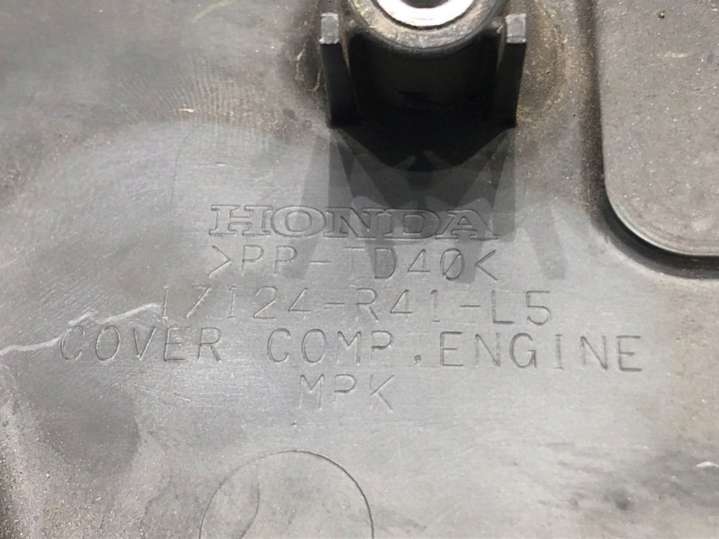 HONDA
>PP-TD40<
17124-R41-L5
COVER COMP.ENGINE
MPK